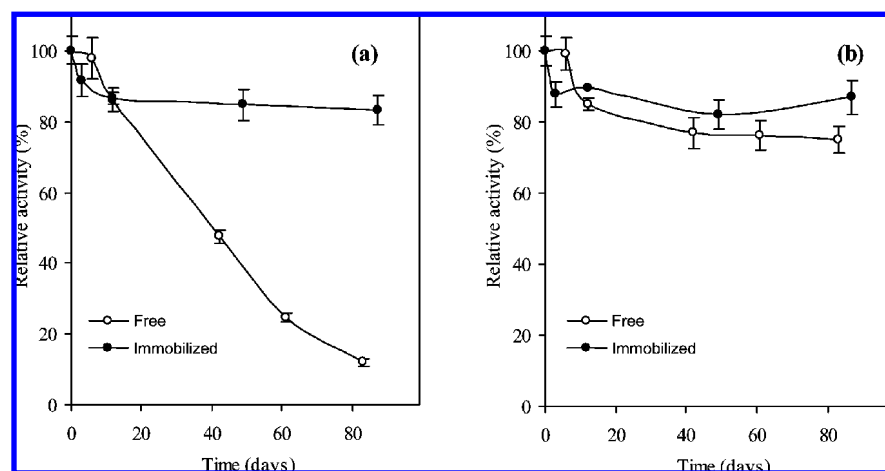 (a)
100
80
60
40
20
0
Relative activity (%)
Free
Immobilized
0 20 40 60 80
Time (days)
(b)
100
80
60
40
20
0
Relative activity (%)
Free
Immobilized
0 20 40 60 80
Time (days)